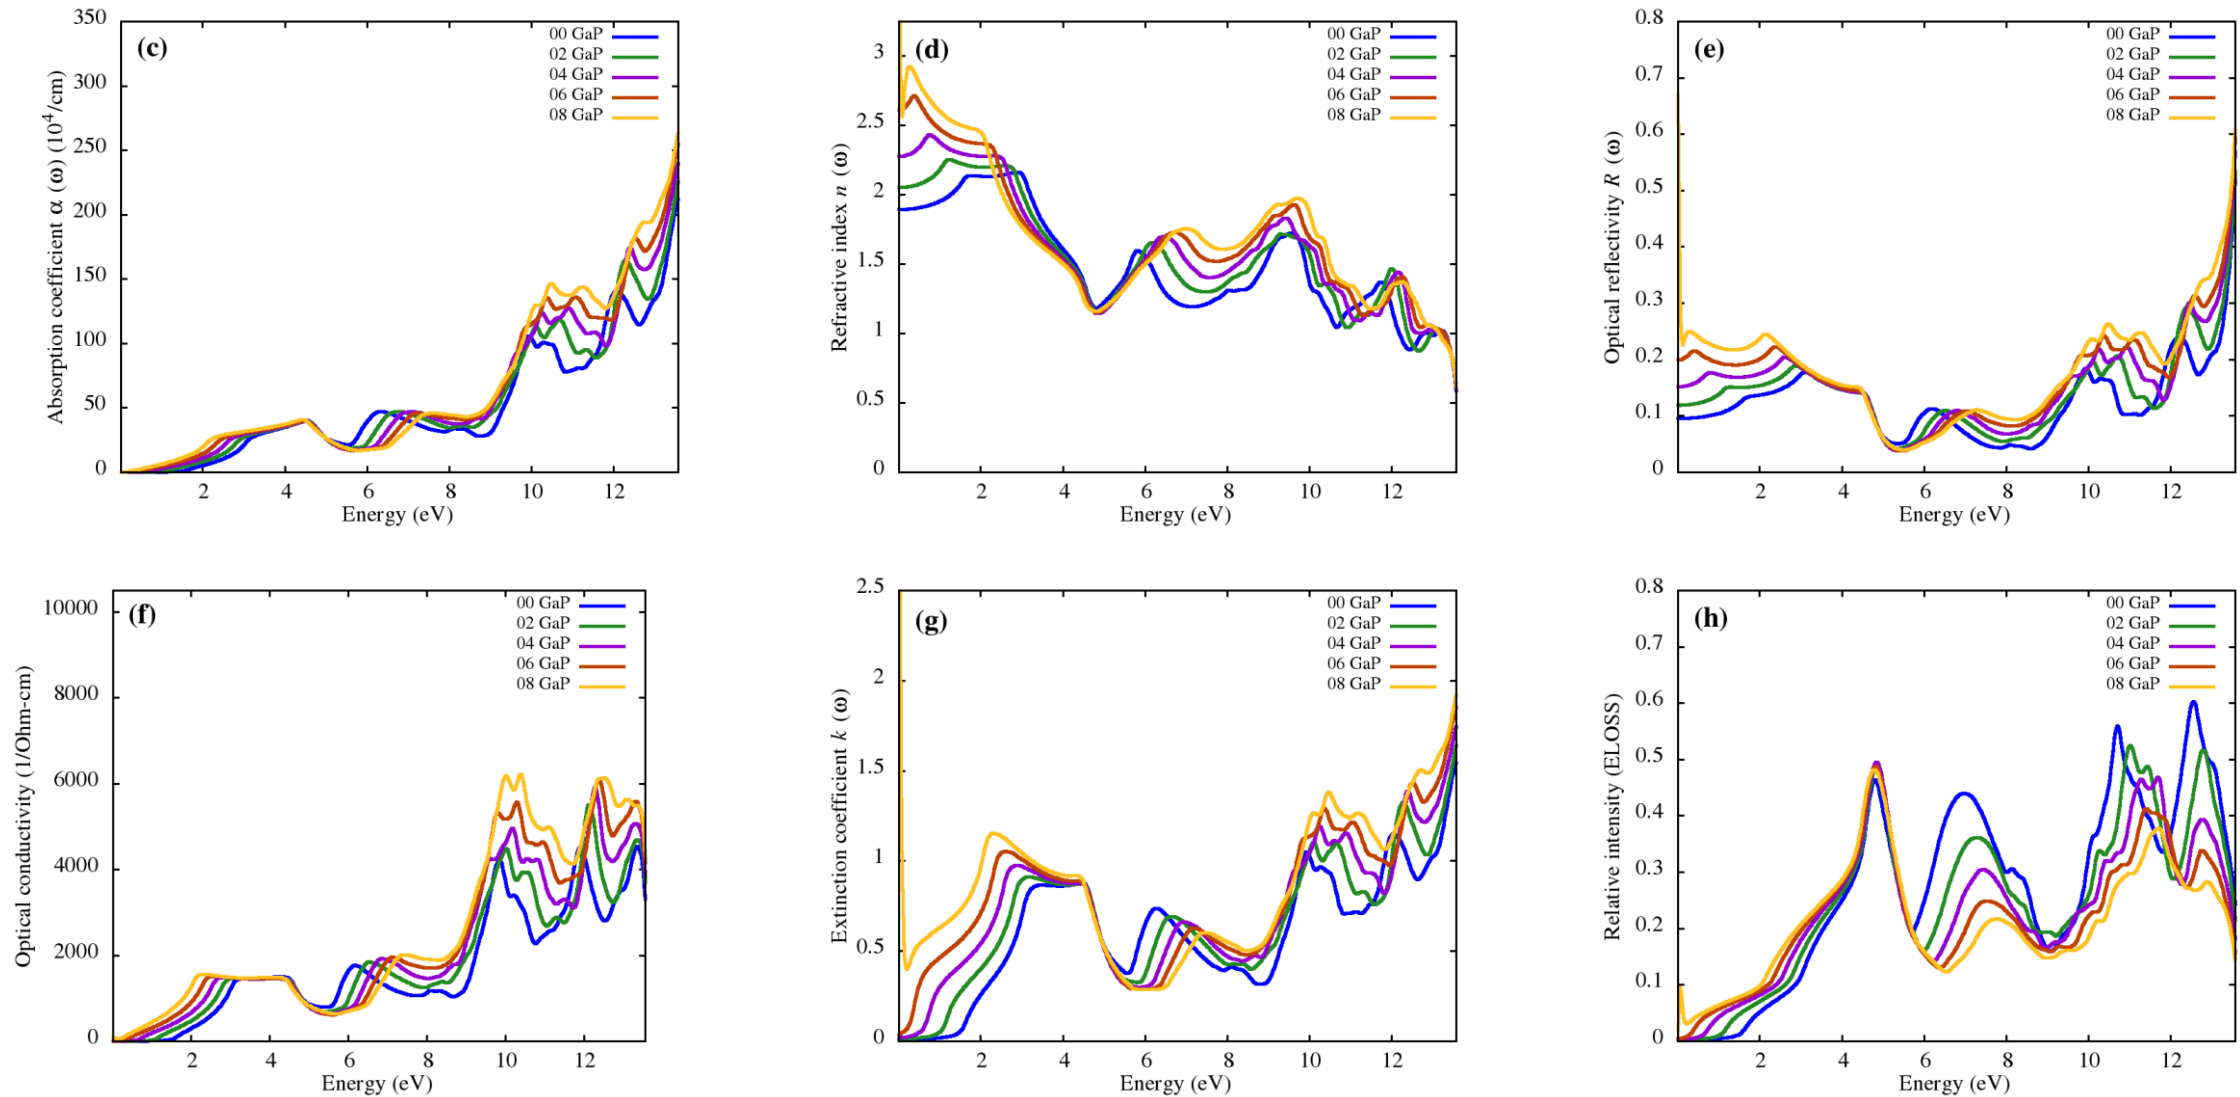 (c)
Absorption coefficient α (ω) (10⁴/cm)
350
300
250
200
150
100
50
0
00 GaP
02 GaP
04 GaP
06 GaP
08 GaP
2 4 6 8 10 12
Energy (eV)
(d)
Refractive index n (ω)
3
2.5
2
1.5
1
0.5
0
00 GaP
02 GaP
04 GaP
06 GaP
08 GaP
2 4 6 8 10 12
Energy (eV)
(e)
Optical reflectivity R (ω)
0.8
0.7
0.6
0.5
0.4
0.3
0.2
0.1
0
00 GaP
02 GaP
04 GaP
06 GaP
08 GaP
2 4 6 8 10 12
Energy (eV)
(f)
Optical conductivity (1/Ohm-cm)
10000
8000
6000
4000
2000
0
00 GaP
02 GaP
04 GaP
06 GaP
08 GaP
2 4 6 8 10 12
Energy (eV)
(g)
Extinction coefficient k (ω)
2.5
2
1.5
1
0.5
0
00 GaP
02 GaP
04 GaP
06 GaP
08 GaP
2 4 6 8 10 12
Energy (eV)
(h)
Relative intensity (ELOSS)
0.8
0.7
0.6
0.5
0.4
0.3
0.2
0.1
0
00 GaP
02 GaP
04 GaP
06 GaP
08 GaP
2 4 6 8 10 12
Energy (eV)